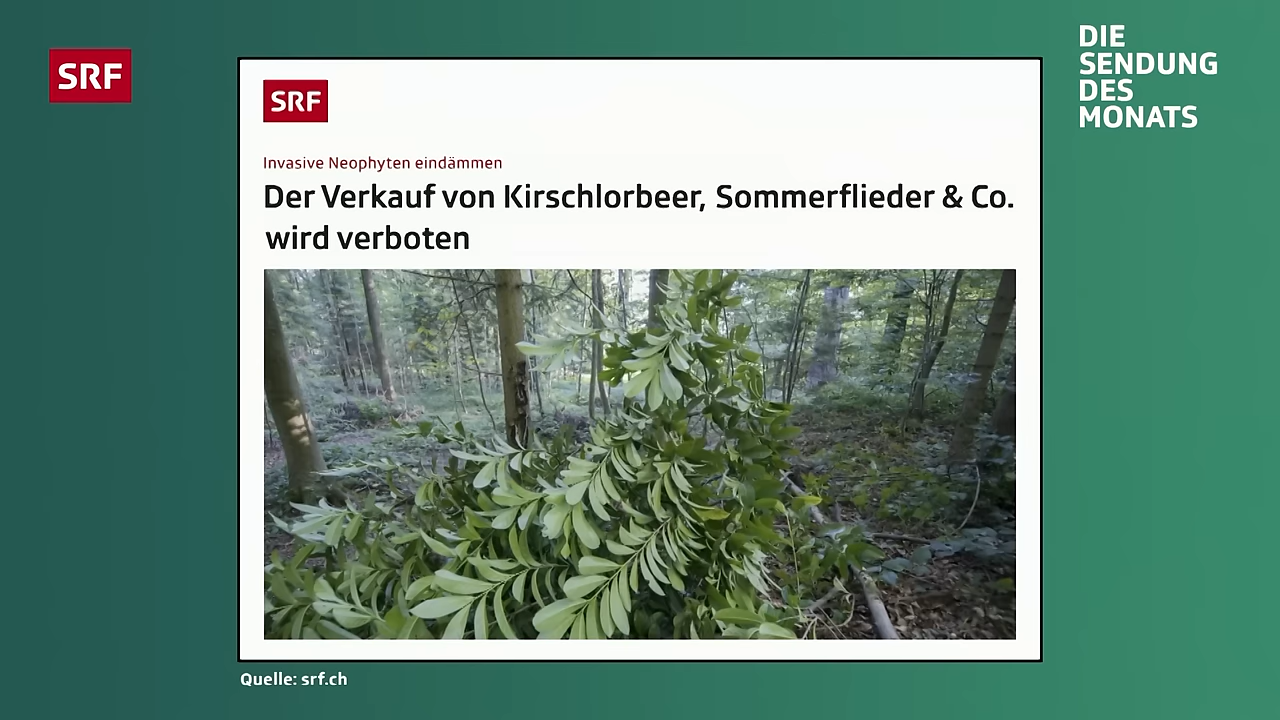 SRF
DIE
SENDUNG
DES
MONATS
SRF
Invasive Neophyten eindämmen
Der Verkauf von Kirschlorbeer, Sommerflieder & Co.
wird verboten
Quelle: srf.ch